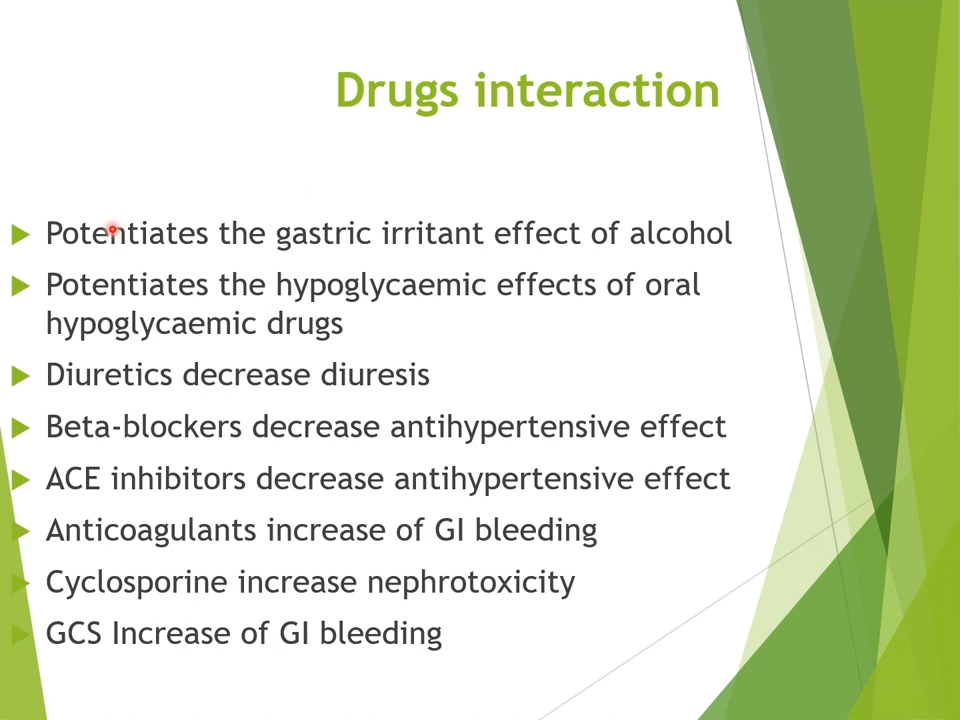 Drugs interaction
Potentiates the gastric irritant effect of alcohol
Potentiates the hypoglycaemic effects of oral
hypoglycaemic drugs
Diuretics decrease diuresis
Beta-blockers decrease antihypertensive effect
ACE inhibitors decrease antihypertensive effect
Anticoagulants increase of GI bleeding
Cyclosporine increase nephrotoxicity
GCS Increase of GI bleeding